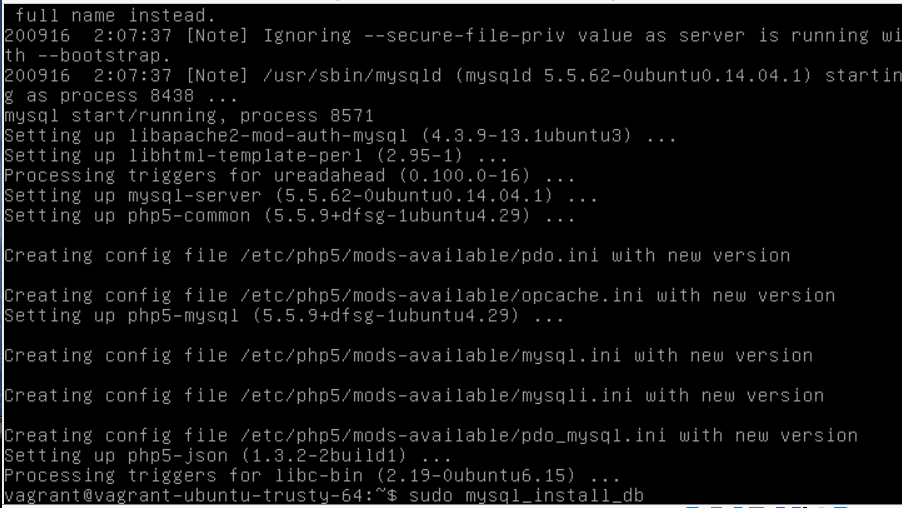 full name instead.
200916  2:07:37 [Note] Ignoring --secure-file-priv value as server is running wi
th --bootstrap.
200916  2:07:37 [Note] /usr/sbin/mysqld (mysqld 5.5.62-0ubuntu0.14.04.1) startin
g as process 8438 ...
mysql start/running, process 8571
Setting up libapache2-mod-auth-mysql (4.3.9-13.1ubuntu3) ...
Setting up libhtml-template-perl (2.95-1) ...
Processing triggers for ureadahead (0.100.0-16) ...
Setting up mysql-server (5.5.62-0ubuntu0.14.04.1) ...
Setting up php5-common (5.5.9+dfsg-1ubuntu4.29) ...
Creating config file /etc/php5/mods-available/pdo.ini with new version
Creating config file /etc/php5/mods-available/opcache.ini with new version
Setting up php5-mysql (5.5.9+dfsg-1ubuntu4.29) ...
Creating config file /etc/php5/mods-available/mysql.ini with new version
Creating config file /etc/php5/mods-available/mysqli.ini with new version
Creating config file /etc/php5/mods-available/pdo_mysql.ini with new version
Setting up php5-json (1.3.2-2build1) ...
Processing triggers for libc-bin (2.19-0ubuntu6.15) ...
vagrant@vagrant-ubuntu-trusty-64:~$ sudo mysql_install_db